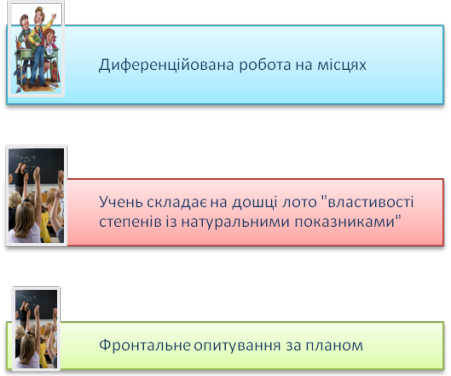 Диференційована робота на місцях
Учень складає на дошці лото "властивості
степенів із натуральними показниками"
Фронтальне опитування за планом